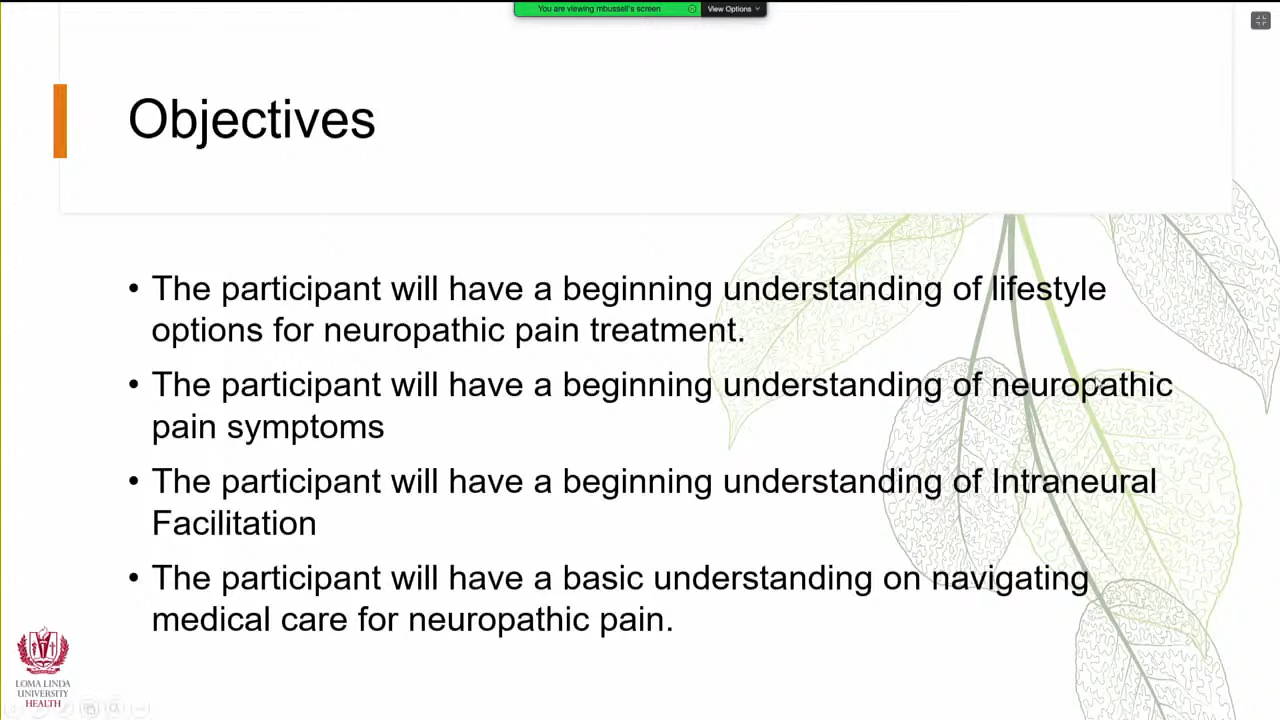 You are viewing mbussell's screen
View Options
Objectives
• The participant will have a beginning understanding of lifestyle
options for neuropathic pain treatment.
• The participant will have a beginning understanding of neuropathic
pain symptoms
• The participant will have a beginning understanding of Intraneural
Facilitation
• The participant will have a basic understanding on navigating
medical care for neuropathic pain.
LOMA LINDA
UNIVERSITY
HEALTH